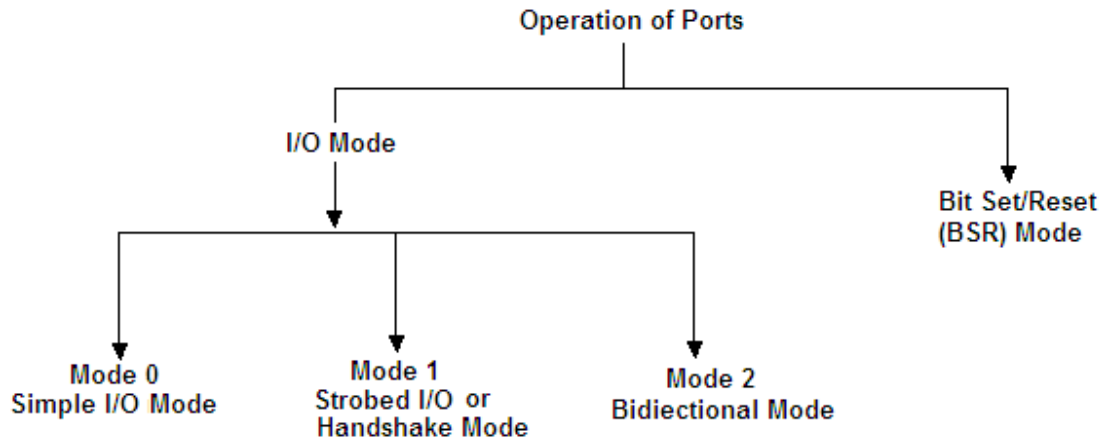 Operation of Ports
I/O Mode
Bit Set/Reset
(BSR) Mode
Mode 0
Simple I/O Mode
Mode 1
Strobed I/O or
Handshake Mode
Mode 2
Bidiectional Mode